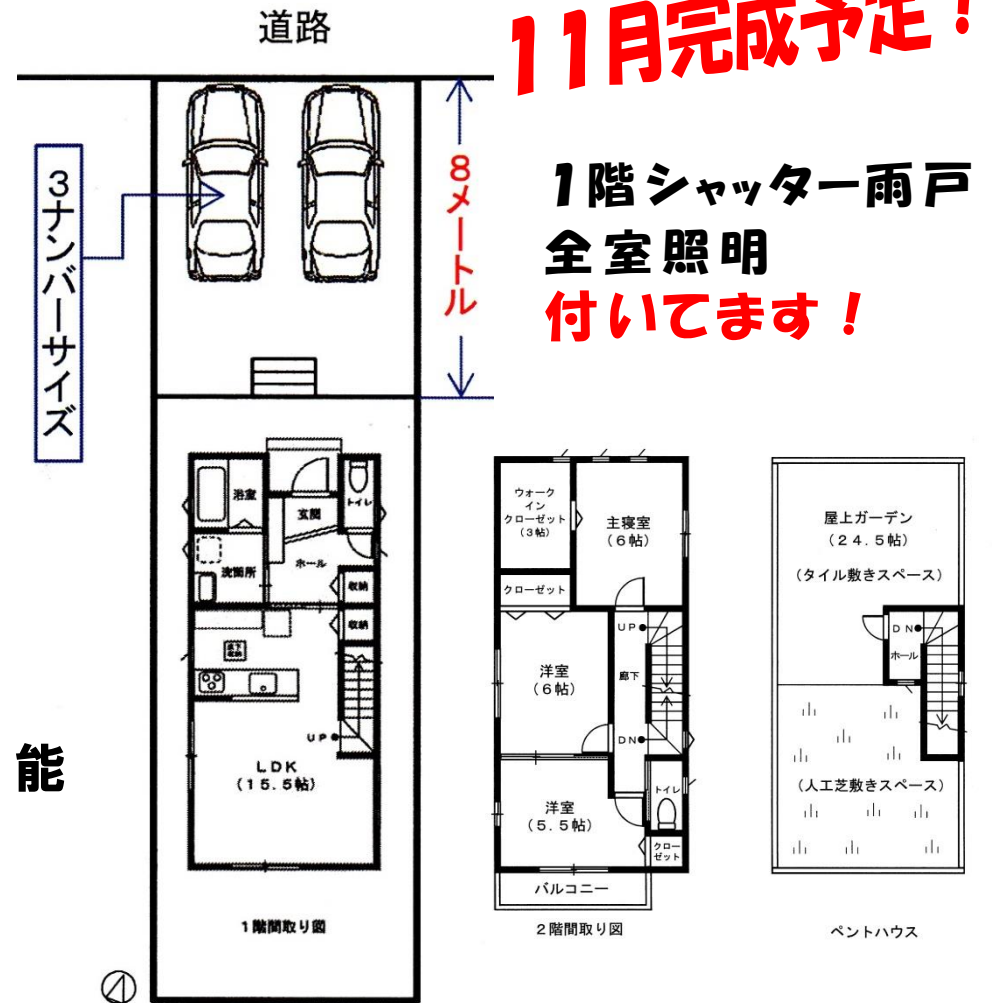 道路
11月完成予定!
8メートル
3ナンバーサイズ
1階シャッター雨戸
全室照明
付いてます!
浴室
玄関
トイレ
洗面所
ホール
収納
収納
床下
収納
UP
LDK
(15.5帖)
1階間取り図
能
ウォーク
イン
クローゼット
(3帖)
主寝室
(6帖)
クローゼット
UP
洋室
(6帖)
廊下
DN
洋室
(5.5帖)
トイレ
クロー
ゼット
バルコニー
2階間取り図
屋上ガーデン
(24.5帖)
(タイル敷きスペース)
DN
ホール
(人工芝敷きスペース)
ペントハウス